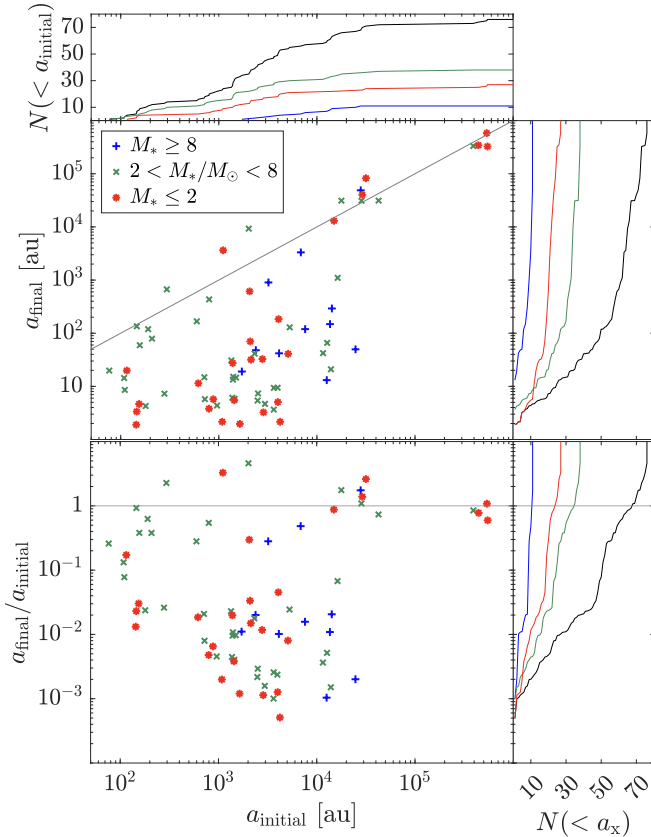 70
50
30
10
N(< a_initial)
M_* ≥ 8
2 < M_*/M_⊙ < 8
M_* ≤ 2
10^5
10^4
10^3
10^2
10
a_final [au]
1
10^−1
10^−2
10^−3
a_final/a_initial
10^2 10^3 10^4 10^5
a_initial [au]
10 30 50 70
N(< a_x)